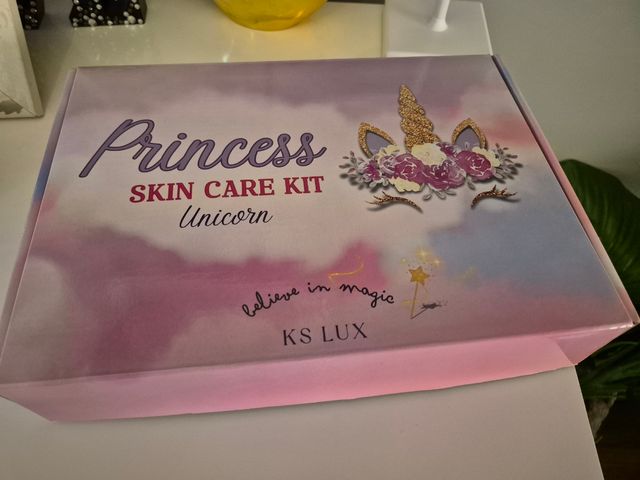 Princess
SKIN CARE KIT
Unicorn
believe in magic
KS LUX